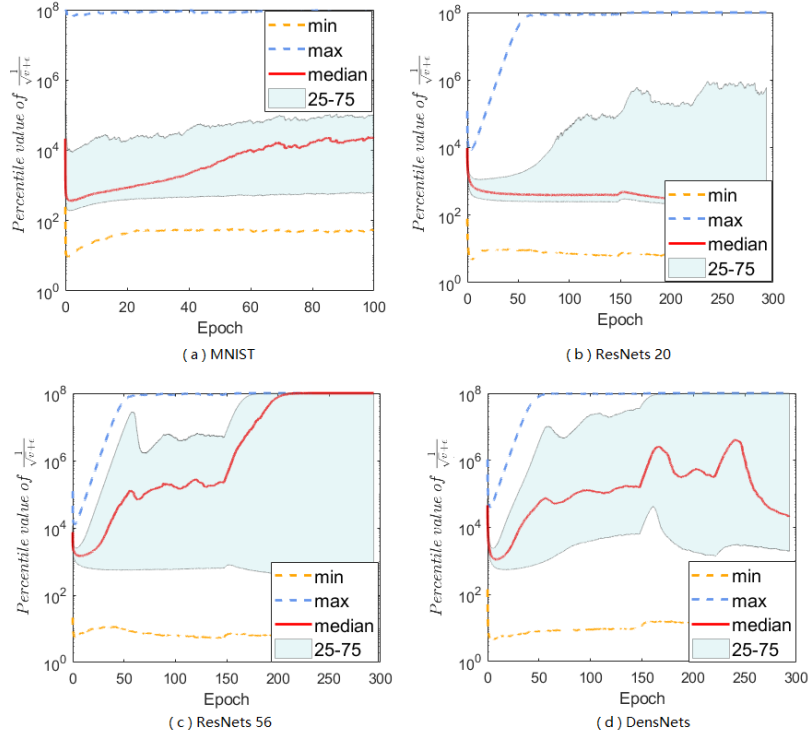 10^8
10^6
10^4
10^2
10^0
Percentile value of 1/√v+ϵ
min
max
median
25-75
0 20 40 60 80 100
Epoch
( a ) MNIST
10^8
10^6
10^4
10^2
10^0
Percentile value of 1/√v+ϵ
min
max
median
25-75
0 50 100 150 200 250 300
Epoch
( b ) ResNets 20
10^8
10^6
10^4
10^2
10^0
Percentile value of 1/√v+ϵ
min
max
median
25-75
0 50 100 150 200 250 300
Epoch
( c ) ResNets 56
10^8
10^6
10^4
10^2
10^0
Percentile value of 1/√v+ϵ
min
max
median
25-75
0 50 100 150 200 250 300
Epoch
( d ) DensNets